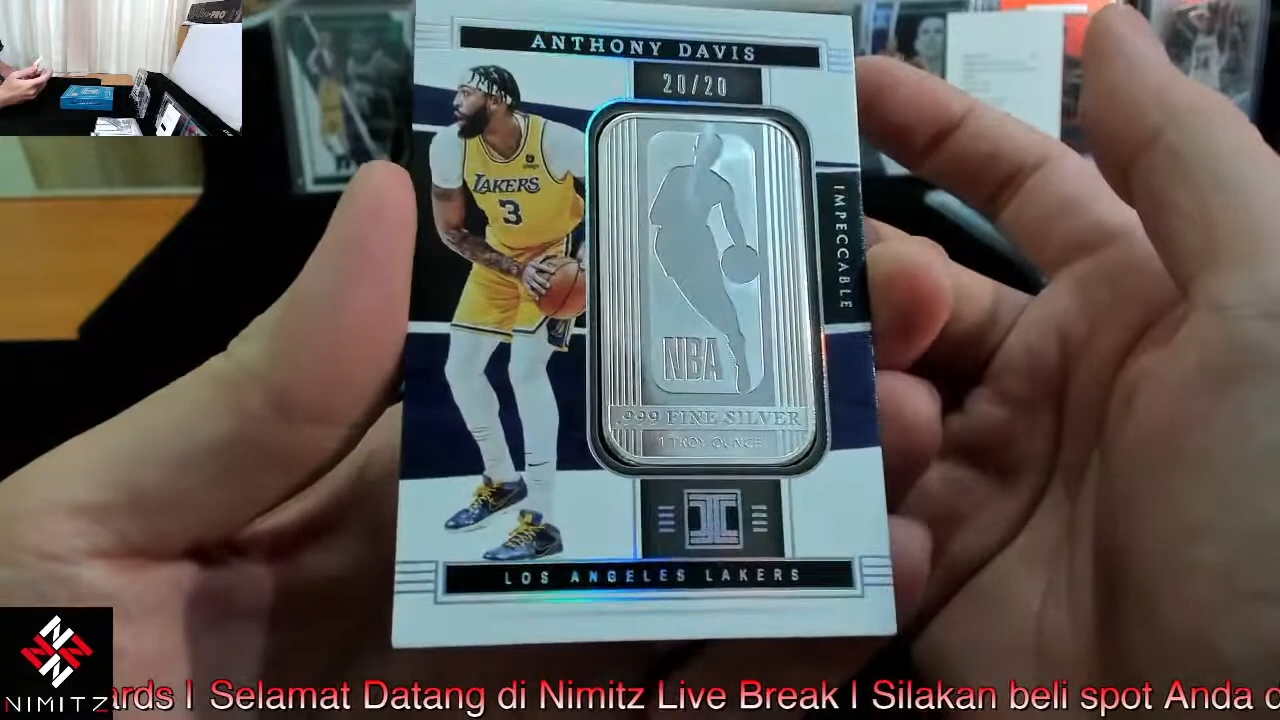 ANTHONY DAVIS
20/20
LAKERS
3
IMPECCABLE
NBA
.999 FINE SILVER
1 TROY OUNCE
LOS ANGELES LAKERS
NIMITZ
ards | Selamat Datang di Nimitz Live Break | Silakan beli spot Anda